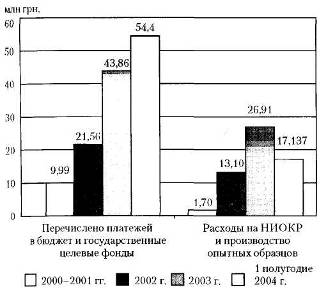 млн грн.
60
50
40
30
20
10
0
9,99
21,56
43,86
54,4
1,70
13,10
26,91
17,137
Перечислено платежей
в бюджет и государственные
целевые фонды
Расходы на НИОКР
и производство
опытных образцов
2000–2001 гг.
2002 г.
2003 г.
1 полугодие
2004 г.